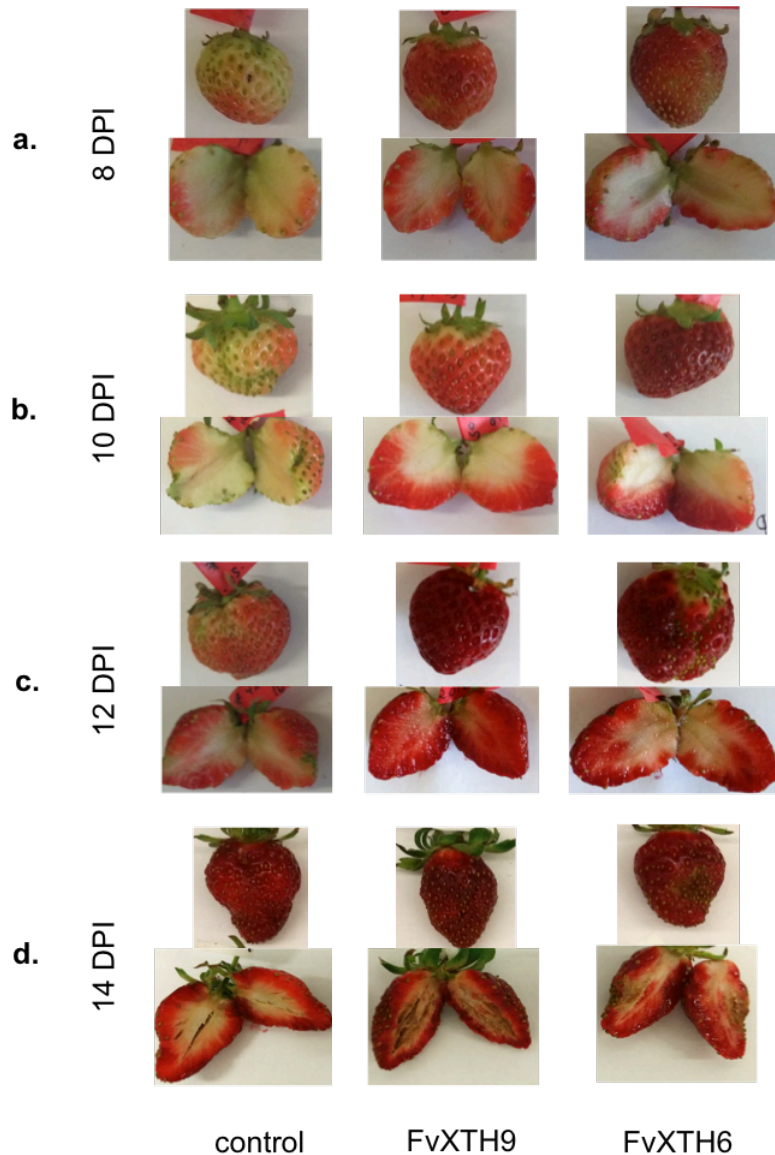 a.
8 DPI
b.
10 DPI
c.
12 DPI
d.
14 DPI
control
FvXTH9
FvXTH6